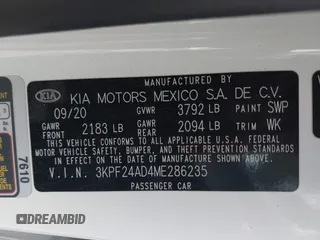 MANUFACTURED BY
KIA KIA MOTORS MEXICO S.A. DE C.V.
09/20 GVWR 3792 LB PAINT SWP
GAWR FRONT 2183 LB GAWR REAR 2094 LB TRIM WK
THIS VEHICLE CONFORMS TO ALL APPLICABLE U.S.A. FEDERAL
MOTOR VEHICLE SAFETY, BUMPER, AND THEFT PREVENTION
STANDARDS IN EFFECT ON THE DATE OF MANUFACTURE SHOWN ABOVE.
V.I.N. 3KPF24AD4ME286235
PASSENGER CAR
7610
DREAMBID
AutoBidMaster